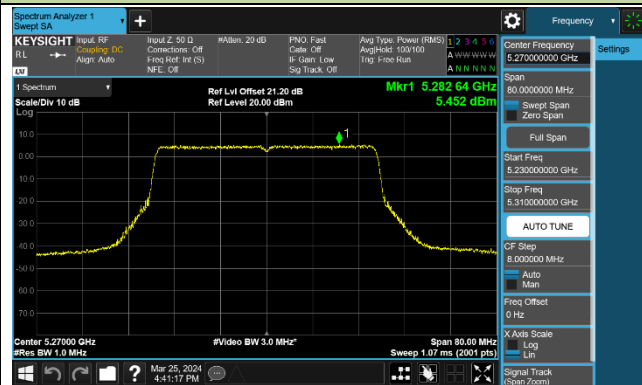 Spectrum Analyzer 1
Swept SA
Frequency
KEYSIGHT
RL
Input: RF
Coupling: DC
Align: Auto
Input Z: 50 Ω
Corrections: Off
Freq Ref: Int (S)
NFE: Off
#Atten: 20 dB
PNO: Fast
Gate: Off
IF Gain: Low
Sig Track: Off
Avg Type: Power (RMS)
Avg|Hold: 100/100
Trig: Free Run
1 2 3 4 5 6
A W W W W W
A N N N N N
LXI
1 Spectrum
Scale/Div 10 dB
Log
Ref Lvl Offset 21.20 dB
Ref Level 20.00 dBm
Mkr1 5.282 64 GHz
5.452 dBm
1
10.0
0.00
-10.0
-20.0
-30.0
-40.0
-50.0
-60.0
-70.0
Center 5.27000 GHz
#Res BW 1.0 MHz
#Video BW 3.0 MHz*
Span 80.00 MHz
Sweep 1.07 ms (2001 pts)
Center Frequency
5.270000000 GHz
Settings
Span
80.0000000 MHz
Swept Span
Zero Span
Full Span
Start Freq
5.230000000 GHz
Stop Freq
5.310000000 GHz
AUTO TUNE
CF Step
8.000000 MHz
Auto
Man
Freq Offset
0 Hz
X Axis Scale
Log
Lin
Signal Track
(Span Zoom)
?
Mar 25, 2024
4:41:17 PM